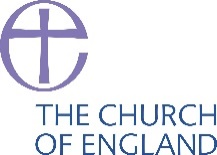 THE CHURCH
OF ENGLAND